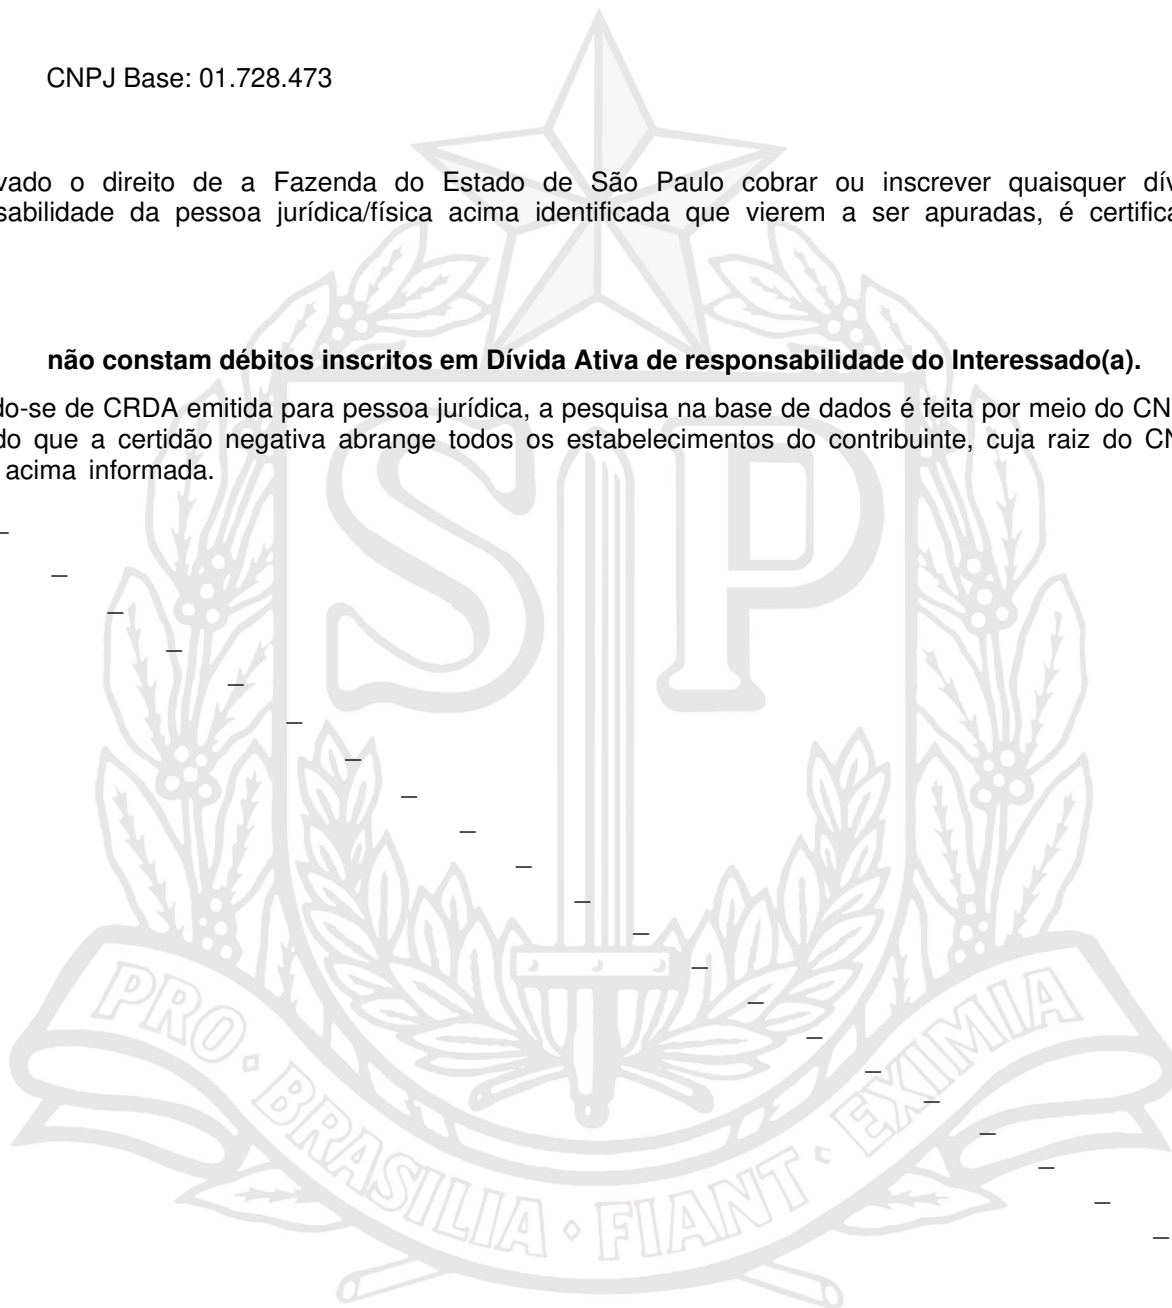 CNPJ Base: 01.728.473
vado o direito de a Fazenda do Estado de São Paulo cobrar ou inscrever quaisquer dív
sabilidade da pessoa jurídica/física acima identificada que vierem a ser apuradas, é certifica
não constam débitos inscritos em Dívida Ativa de responsabilidade do Interessado(a).
do-se de CRDA emitida para pessoa jurídica, a pesquisa na base de dados é feita por meio do CN
do que a certidão negativa abrange todos os estabelecimentos do contribuinte, cuja raiz do CN
acima informada.
SP
PRO • BRASILIA • FIANT • EXIMIA